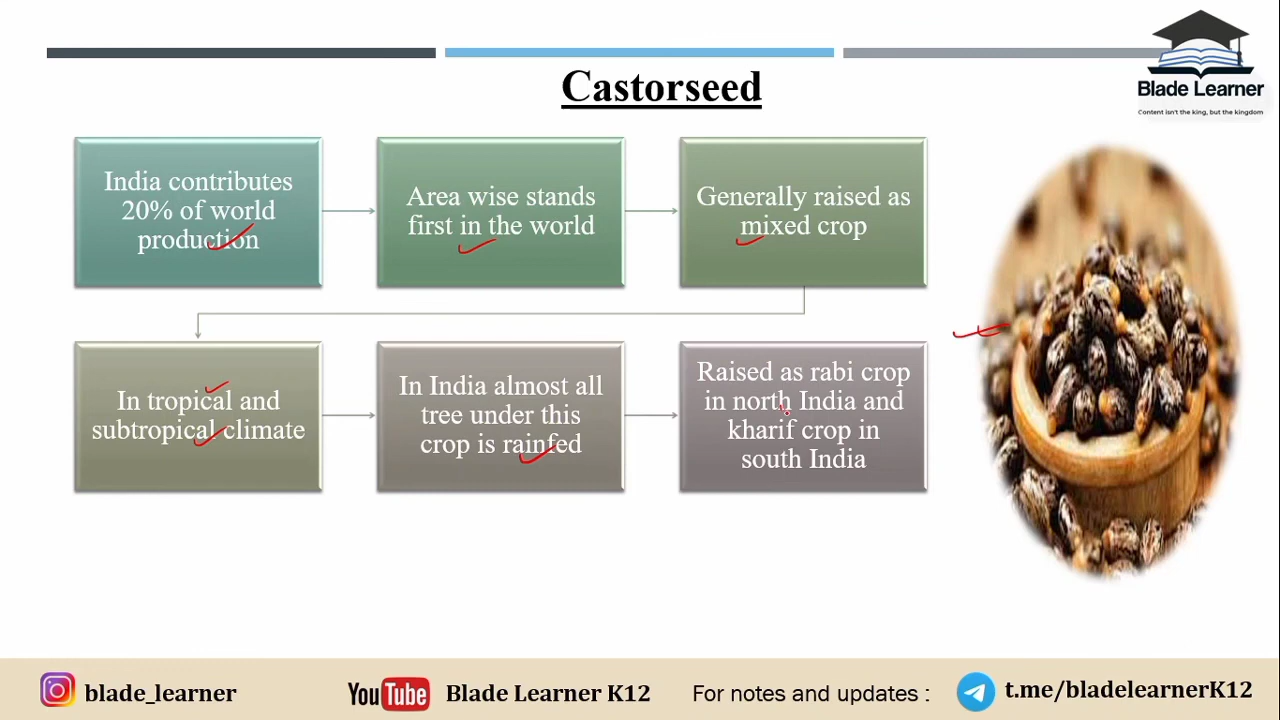 Castorseed
Blade Learner
Content isn't the king, but the kingdom
India contributes
20% of world
production
Area wise stands
first in the world
Generally raised as
mixed crop
In tropical and
subtropical climate
In India almost all
tree under this
crop is rainfed
Raised as rabi crop
in north India and
kharif crop in
south India
blade_learner
YouTube
Blade Learner K12
For notes and updates :
t.me/bladelearnerK12